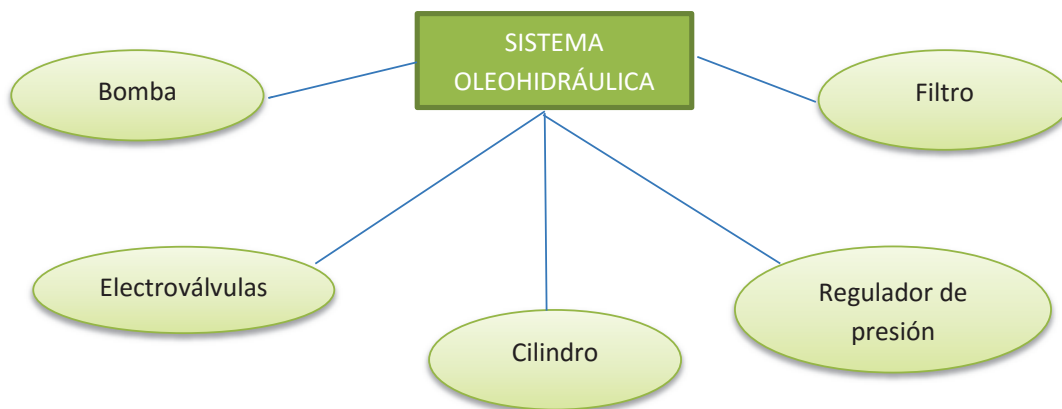 SISTEMA
OLEOHIDRÁULICA
Bomba
Filtro
Electroválvulas
Cilindro
Regulador de
presión